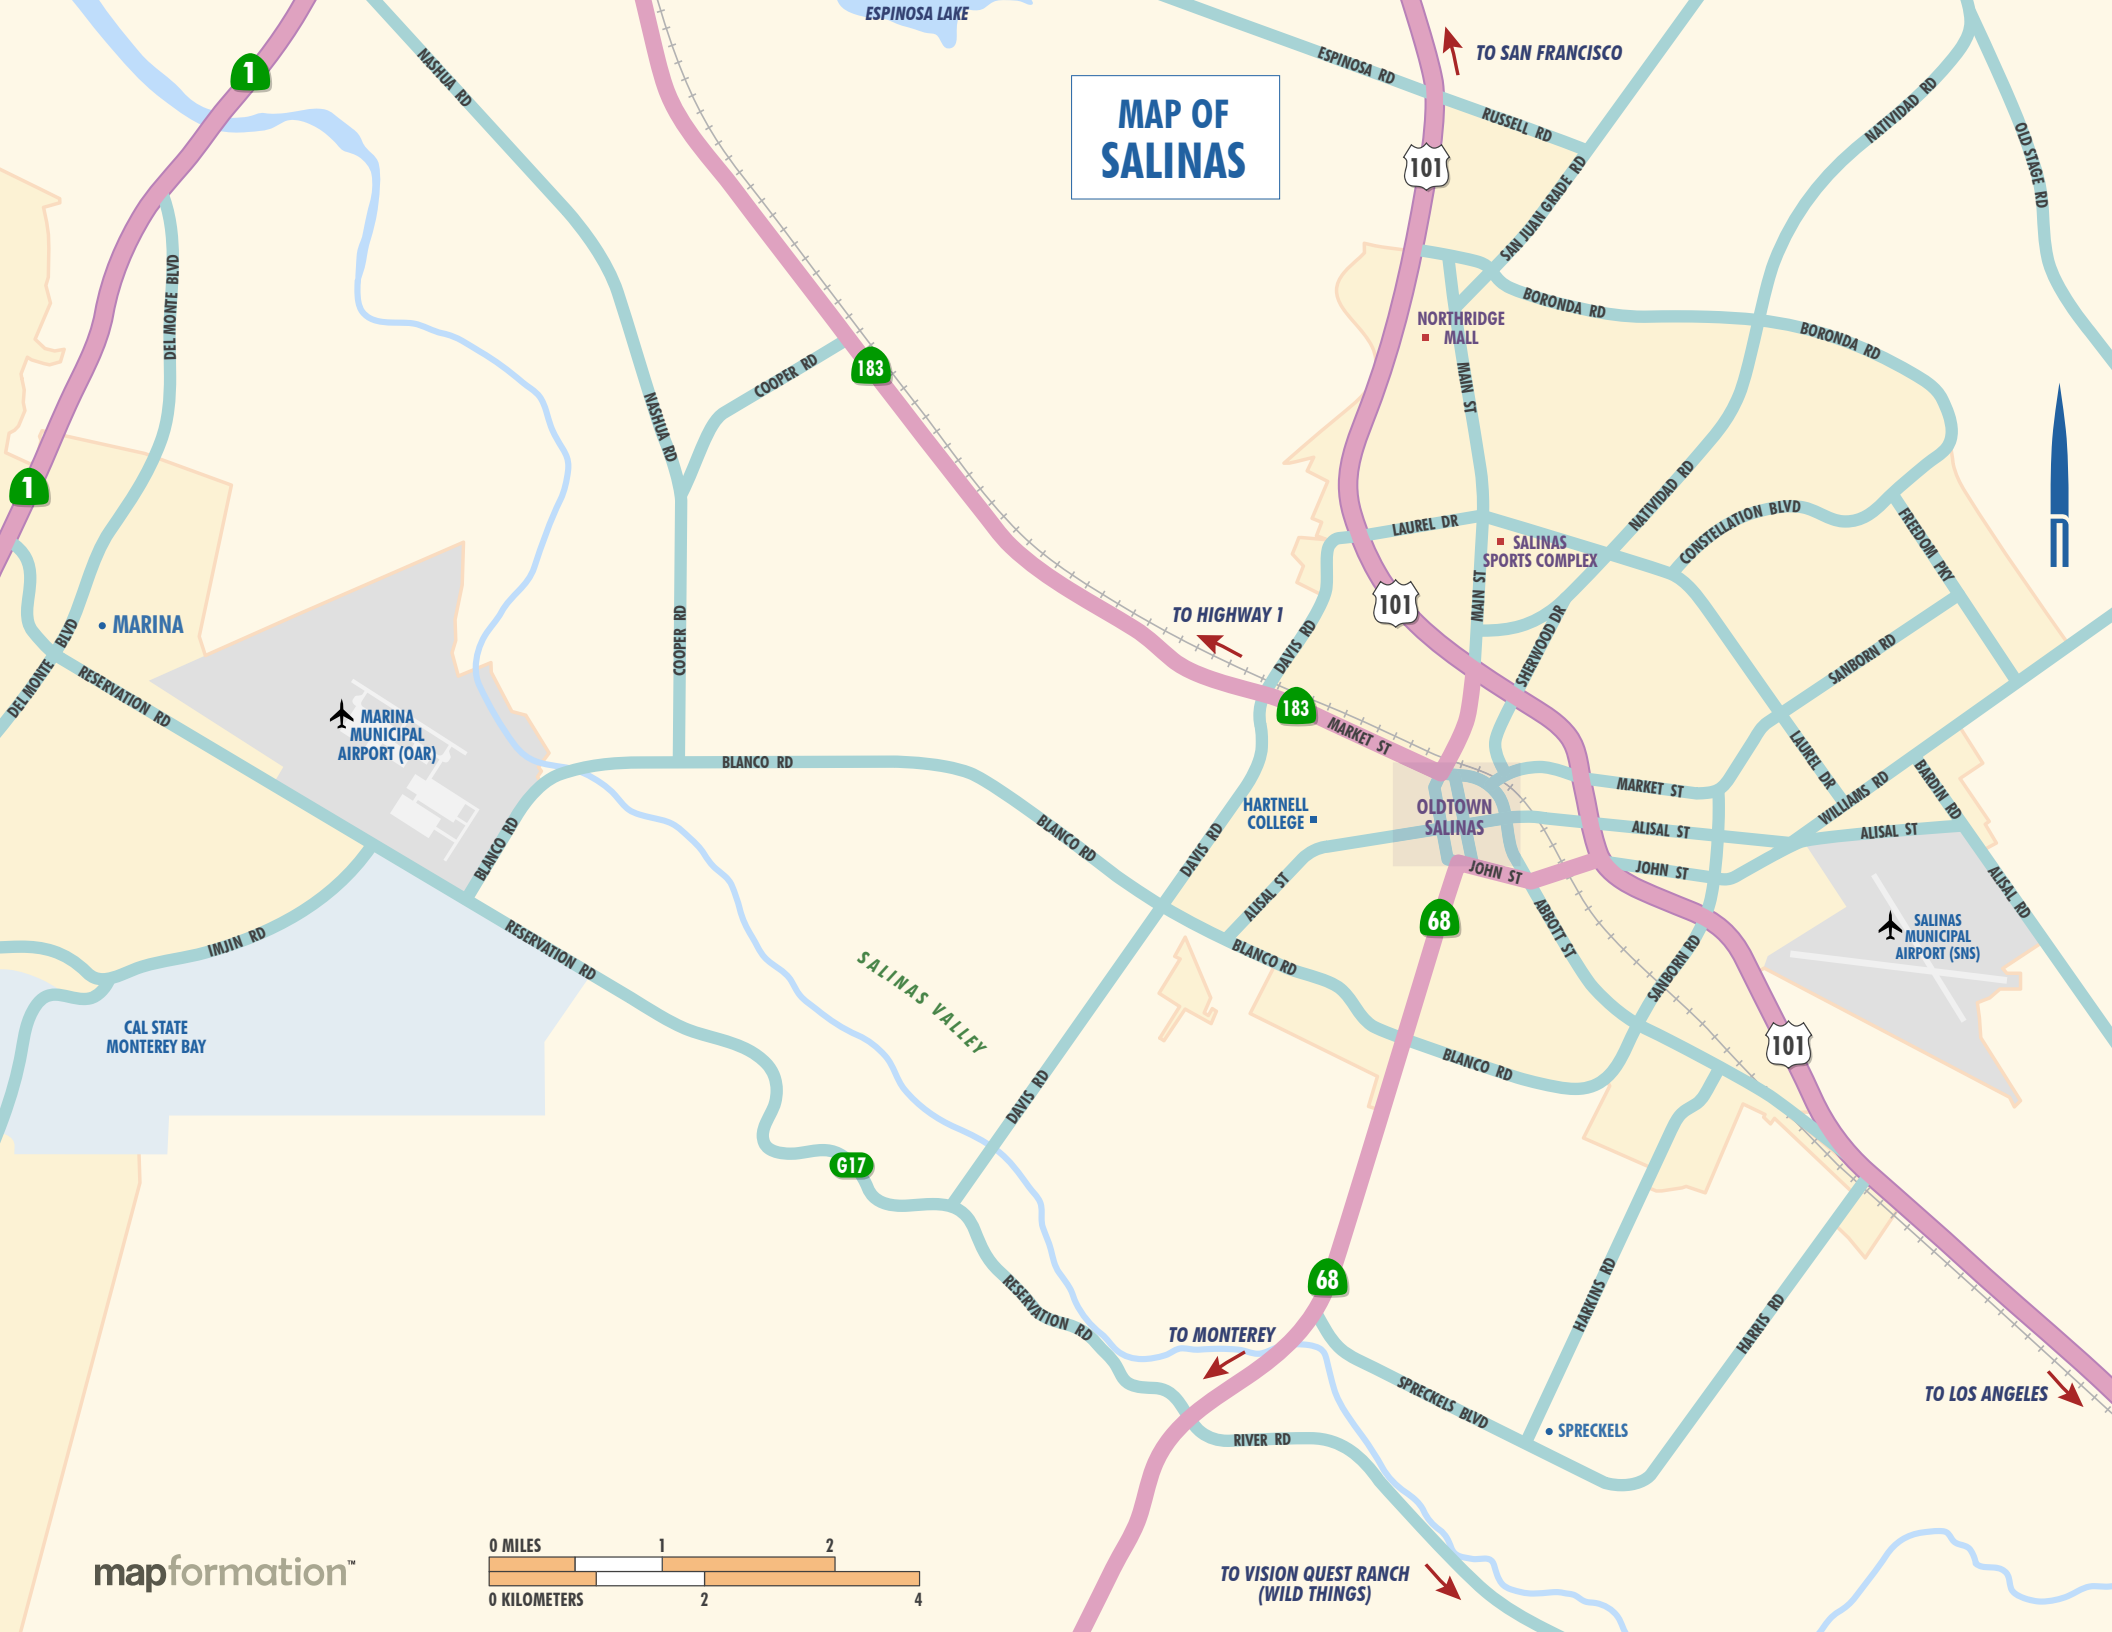 ESPINOSA LAKE
MAP OF
SALINAS
TO SAN FRANCISCO
ESPINOSA RD
RUSSELL RD
SAN JUAN GRADE RD
NATIVIDAD RD
OLD STAGE RD
1
NASHUA RD
101
DEL MONTE BLVD
BORONDA RD
BORONDA RD
NORTHRIDGE
MALL
MAIN ST
COOPER RD
183
NASHUA RD
1
NATIVIDAD RD
CONSTELLATION BLVD
FREEDOM PKY
LAUREL DR
SALINAS
SPORTS COMPLEX
MAIN ST
101
TO HIGHWAY 1
DAVIS RD
SHERWOOD DR
SANBORN RD
MARINA
DEL MONTE BLVD
COOPER RD
RESERVATION RD
MARINA
MUNICIPAL
AIRPORT (OAR)
183
MARKET ST
BLANCO RD
LAUREL DR
WILLIAMS RD
BARDIN RD
MARKET ST
HARTNELL
COLLEGE
OLDTOWN
SALINAS
ALISAL ST
ALISAL ST
BLANCO RD
BLANCO RD
DAVIS RD
JOHN ST
JOHN ST
ALISAL ST
ALISAL RD
68
ABBOTT ST
SALINAS
MUNICIPAL
AIRPORT (SNS)
IMJIN RD
RESERVATION RD
BLANCO RD
SANBORN RD
SALINAS VALLEY
CAL STATE
MONTEREY BAY
BLANCO RD
101
DAVIS RD
G17
68
RESERVATION RD
HARKINS RD
HARRIS RD
TO MONTEREY
SPRECKELS BLVD
TO LOS ANGELES
SPRECKELS
RIVER RD
TO VISION QUEST RANCH
(WILD THINGS)
mapformation™
0 MILES 1 2
0 KILOMETERS 2 4
n